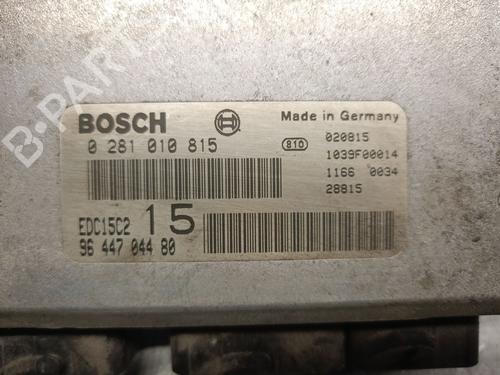 B-PARTS
BOSCH
Made in Germany
0 281 010 815
810
020815
1039F00014
1166 0034
28815
EDC15C2
15
96 447 044 80